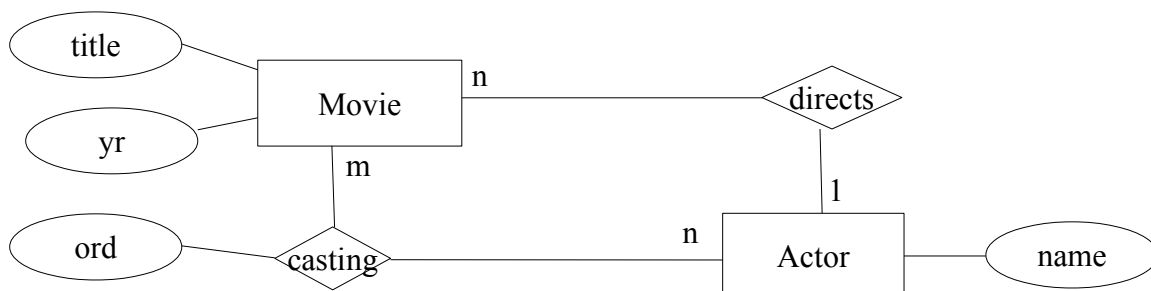 title
n
directs
Movie
yr
m
1
ord
n
casting
Actor
name